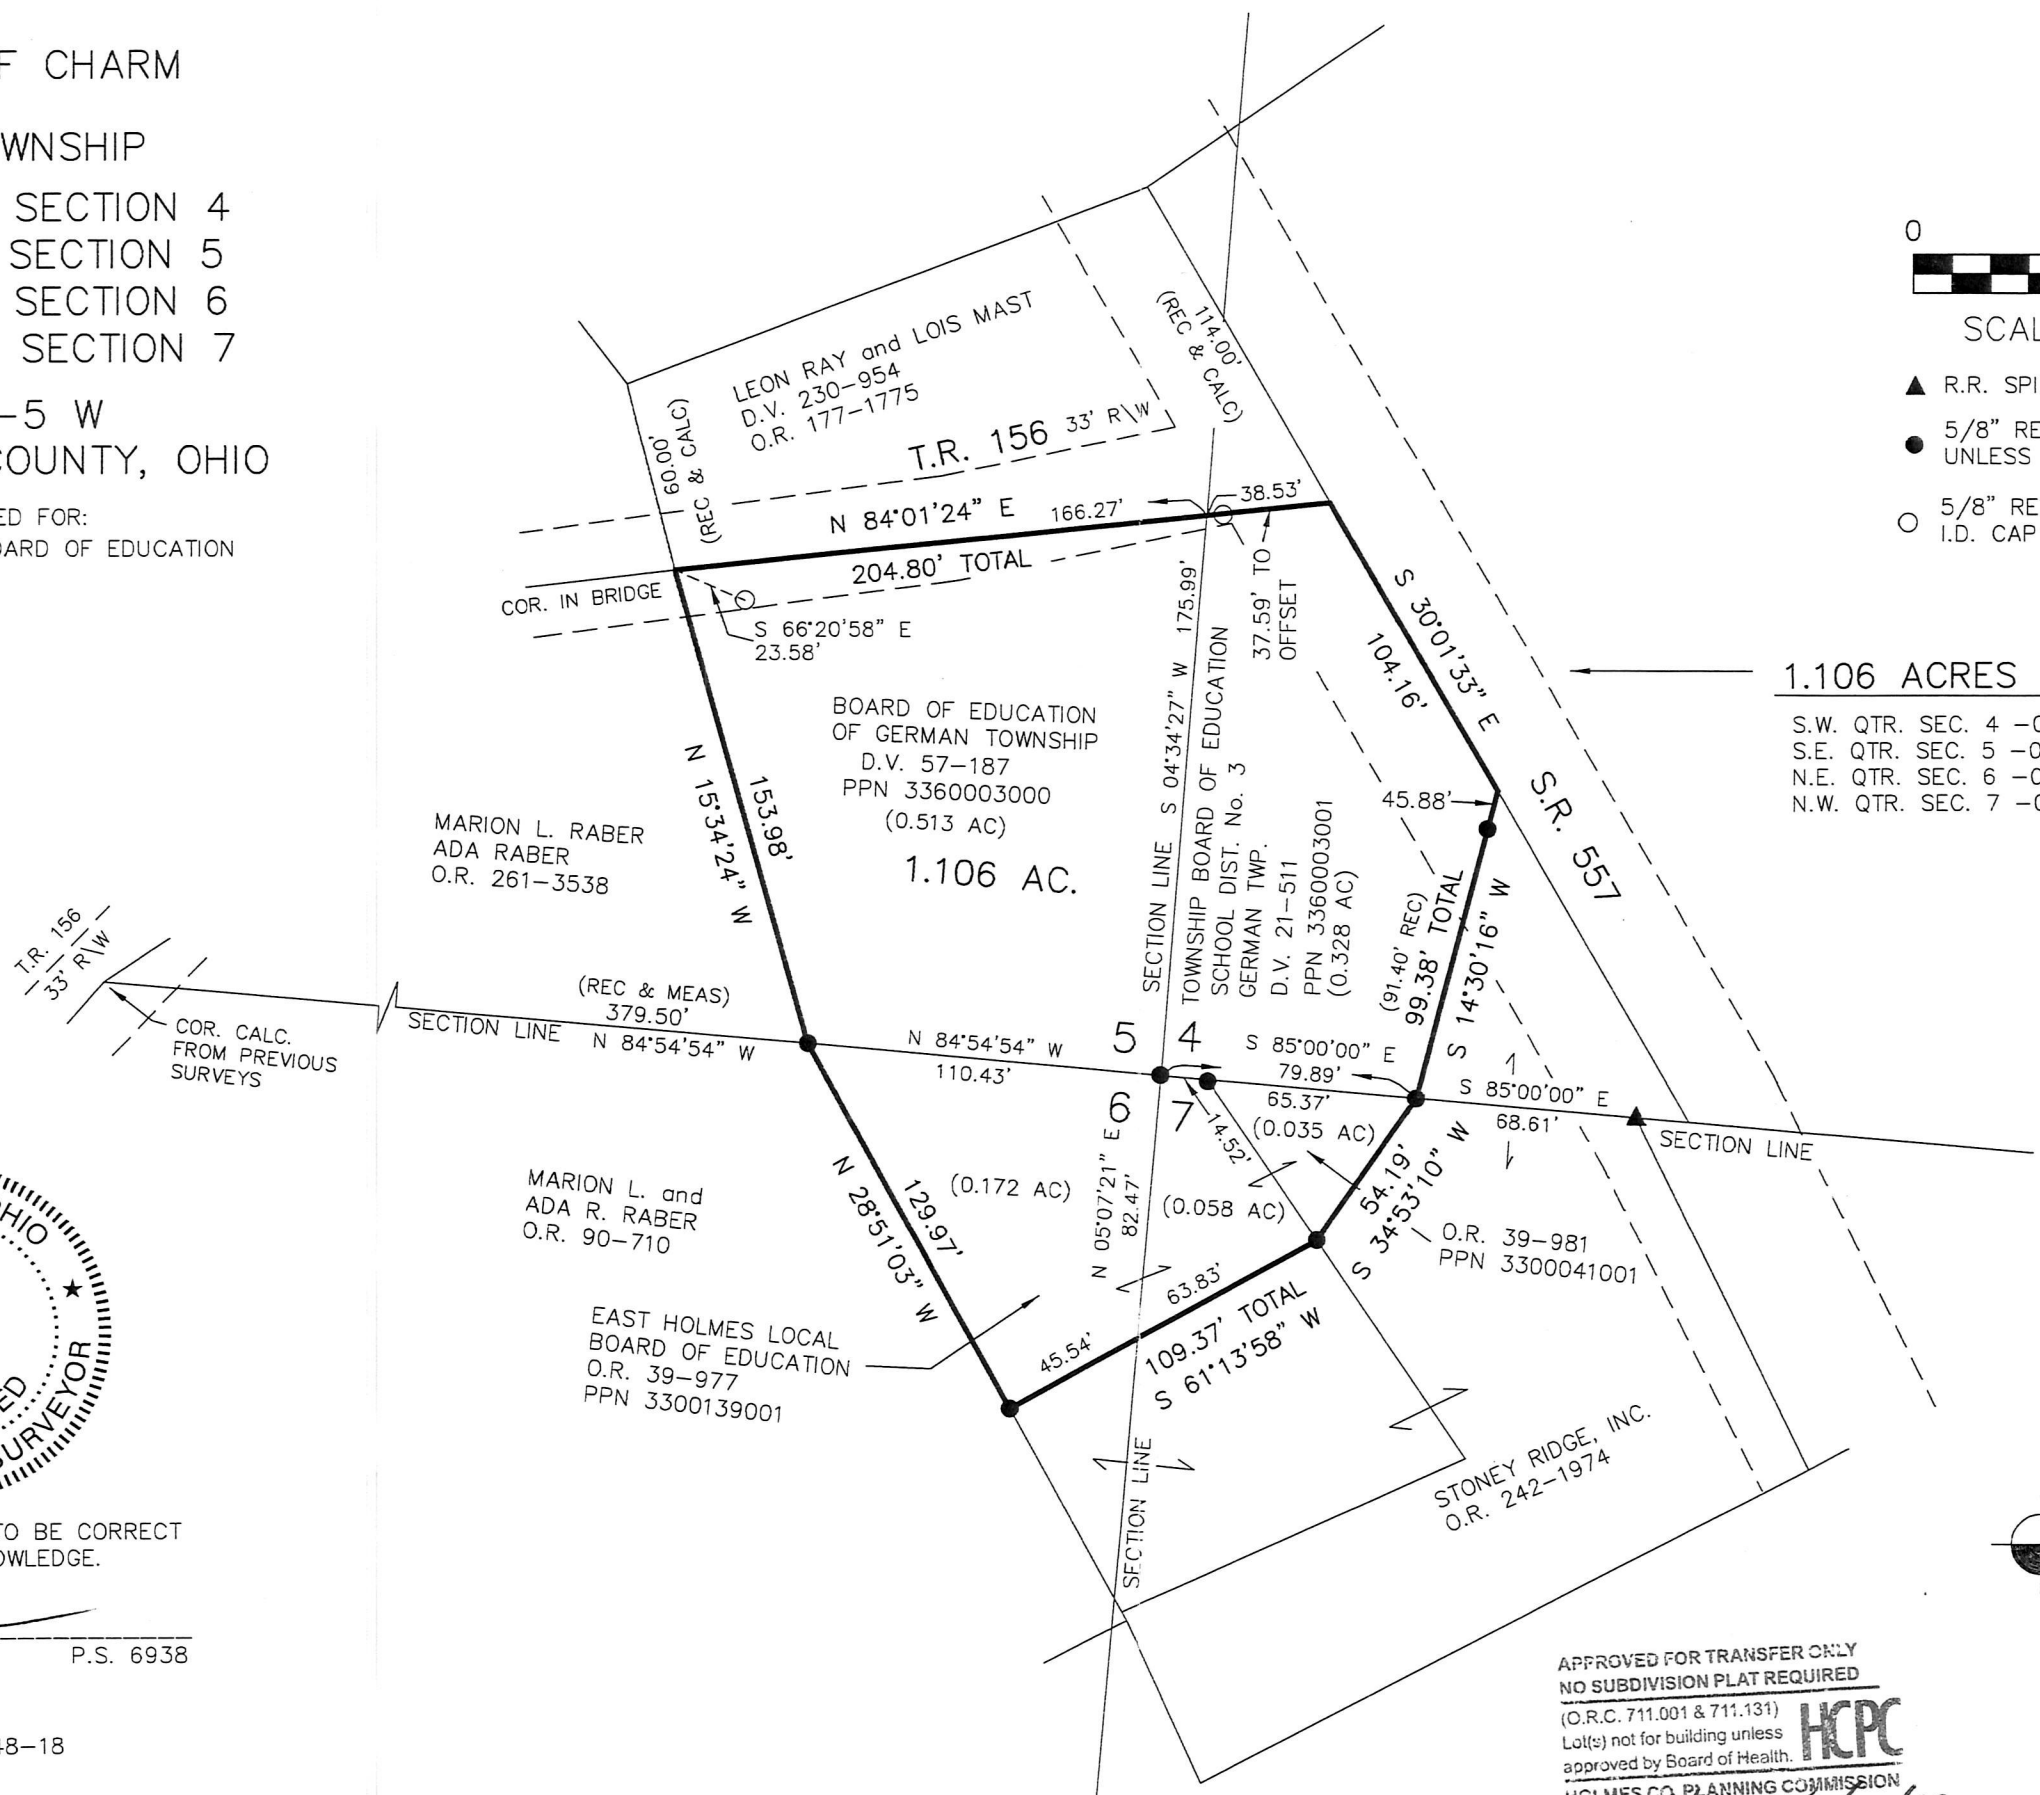 F CHARM
WNSHIP
SECTION 4
SECTION 5
SECTION 6
SECTION 7
-5 W
COUNTY, OHIO
ED FOR:
OARD OF EDUCATION
0
SCAL
R.R. SPI
5/8" RE
UNLESS
5/8" RE
I.D. CAP
LEON RAY and LOIS MAST
D.V. 230-954
O.R. 177-1775
T.R. 156 33' R\W
114.00'
(REC & CALC)
60.00'
(REC & CALC)
N 84°01'24" E 166.27'
38.53'
204.80' TOTAL
COR. IN BRIDGE
S 66°20'58" E
23.58'
37.59' TO
OFFSET
S 30°01'33" E
104.16'
1.106 ACRES
S.W. QTR. SEC. 4 -0
S.E. QTR. SEC. 5 -0
N.E. QTR. SEC. 6 -0
N.W. QTR. SEC. 7 -0
BOARD OF EDUCATION
OF GERMAN TOWNSHIP
D.V. 57-187
PPN 3360003000
(0.513 AC)
1.106 AC.
N 15°34'24" W
153.98'
SECTION LINE S 04°34'27" W 175.99'
TOWNSHIP BOARD OF EDUCATION
SCHOOL DIST. No. 3
GERMAN TWP.
D.V. 21-511
PPN 3360003001
(0.328 AC)
45.88'
S.R. 557
(91.40' REC)
99.38' TOTAL
S 14°30'16" W
MARION L. RABER
ADA RABER
O.R. 261-3538
T.R. 156
33' R\W
COR. CALC.
FROM PREVIOUS
SURVEYS
(REC & MEAS)
379.50'
SECTION LINE N 84°54'54" W
N 84°54'54" W
110.43'
5 4
6 7
S 85°00'00" E
79.89'
65.37'
(0.035 AC)
14.52'
S 85°00'00" E
68.61'
SECTION LINE
MARION L. and
ADA R. RABER
O.R. 90-710
N 28°51'03" W
129.97'
(0.172 AC)
N 05°07'21" E
82.47'
(0.058 AC)
54.19'
S 34°53'10" W
O.R. 39-981
PPN 3300041001
EAST HOLMES LOCAL
BOARD OF EDUCATION
O.R. 39-977
PPN 3300139001
45.54'
63.83'
109.37' TOTAL
S 61°13'58" W
SECTION LINE
STONEY RIDGE, INC.
O.R. 242-1974
OHIO
ED
SURVEYOR
TO BE CORRECT
OWLEDGE.
P.S. 6938
48-18
APPROVED FOR TRANSFER ONLY
NO SUBDIVISION PLAT REQUIRED
(O.R.C. 711.001 & 711.131)
Lot(s) not for building unless
approved by Board of Health.
HCPC
HOLMES CO. PLANNING COMMISSION